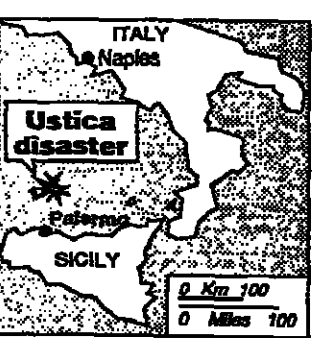 ITALY
Naples
Ustica
disaster
Palermo
SICILY
0 Km 100
0 Miles 100